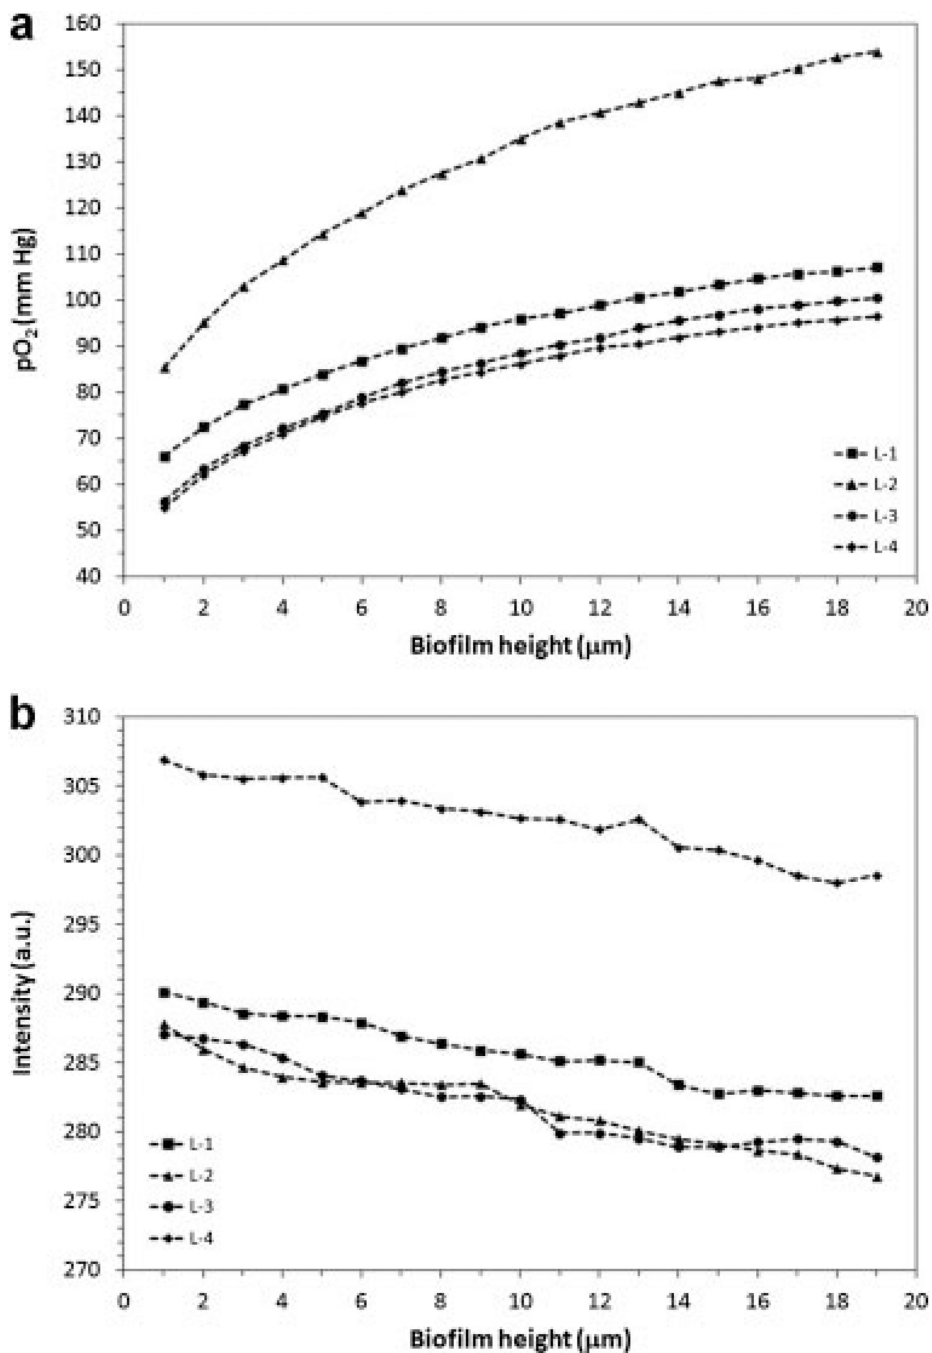 a
160
150
140
130
120
110
100
90
80
70
60
50
40
pO₂ (mm Hg)
L-1
L-2
L-3
L-4
0 2 4 6 8 10 12 14 16 18 20
Biofilm height (μm)
b
310
305
300
295
290
285
280
275
270
Intensity (a.u.)
L-1
L-2
L-3
L-4
0 2 4 6 8 10 12 14 16 18 20
Biofilm height (μm)